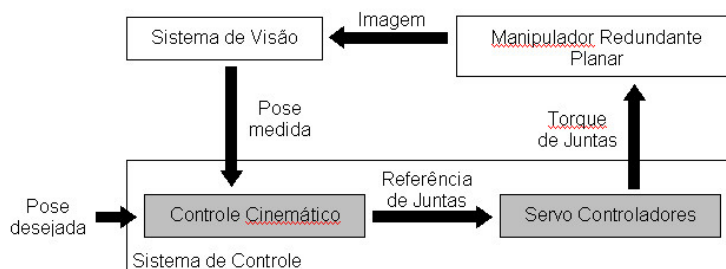 Imagem
Sistema de Visão
Manipulador Redundante
Planar
Pose
medida
Torque
de Juntas
Pose
desejada
Controle Cinemático
Referência
de Juntas
Servo Controladores
Sistema de Controle